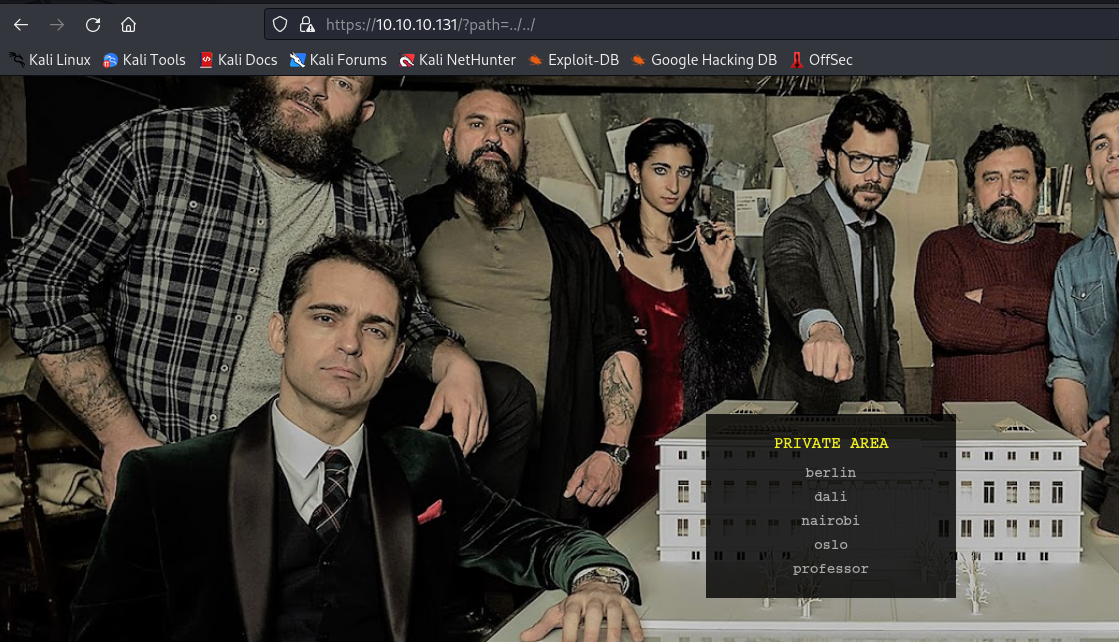 https://10.10.10.131/?path=../../
Kali Linux Kali Tools Kali Docs Kali Forums Kali NetHunter Exploit-DB Google Hacking DB OffSec
PRIVATE AREA
berlin
dali
nairobi
oslo
professor